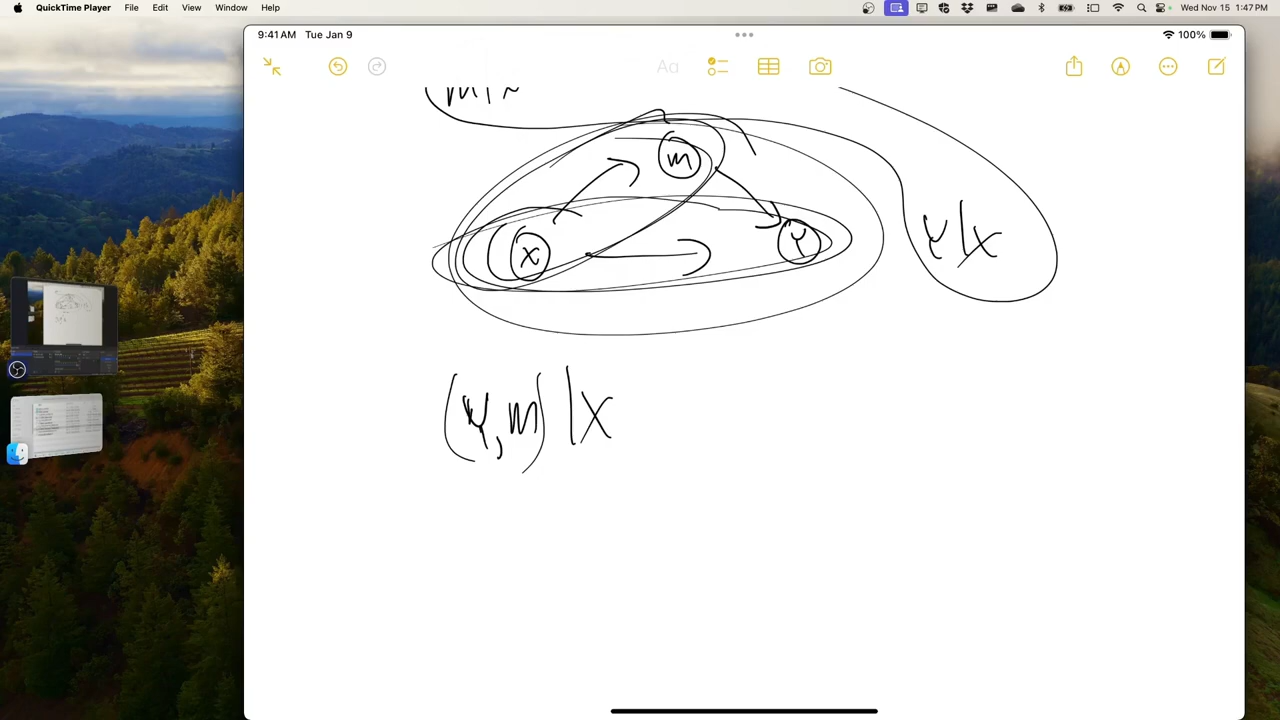 QuickTime Player File Edit View Window Help Wed Nov 15 1:47 PM
9:41 AM Tue Jan 9 100%
Aa
m
X Y
Y|X
(Y,m)|X